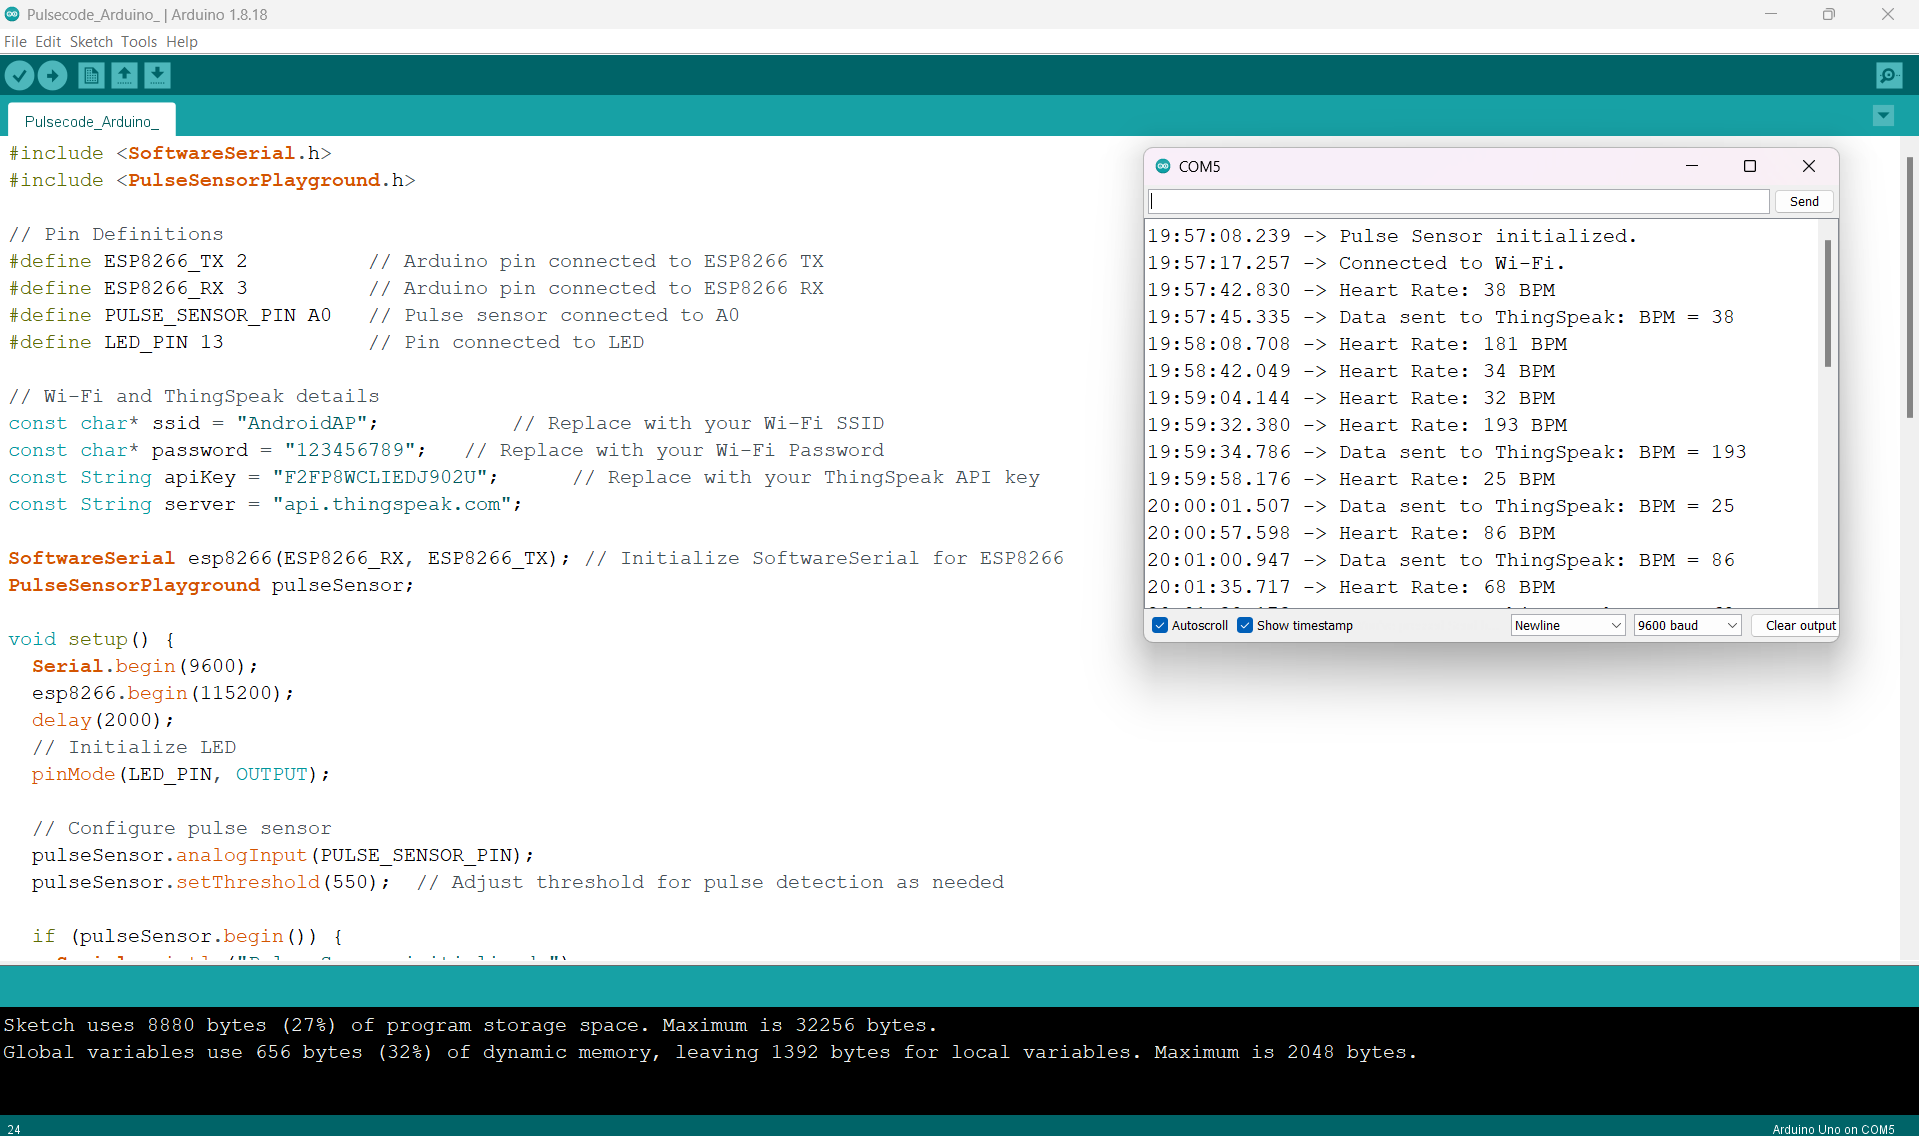 Pulsecode_Arduino_ | Arduino 1.8.18
File Edit Sketch Tools Help
Pulsecode_Arduino_
#include <SoftwareSerial.h>
#include <PulseSensorPlayground.h>
// Pin Definitions
#define ESP8266_TX 2 // Arduino pin connected to ESP8266 TX
#define ESP8266_RX 3 // Arduino pin connected to ESP8266 RX
#define PULSE_SENSOR_PIN A0 // Pulse sensor connected to A0
#define LED_PIN 13 // Pin connected to LED
// Wi-Fi and ThingSpeak details
const char* ssid = "AndroidAP"; // Replace with your Wi-Fi SSID
const char* password = "123456789"; // Replace with your Wi-Fi Password
const String apiKey = "F2FP8WCLIEDJ902U"; // Replace with your ThingSpeak API key
const String server = "api.thingspeak.com";
SoftwareSerial esp8266(ESP8266_RX, ESP8266_TX); // Initialize SoftwareSerial for ESP8266
PulseSensorPlayground pulseSensor;
void setup() {
Serial.begin(9600);
esp8266.begin(115200);
delay(2000);
// Initialize LED
pinMode(LED_PIN, OUTPUT);
// Configure pulse sensor
pulseSensor.analogInput(PULSE_SENSOR_PIN);
pulseSensor.setThreshold(550); // Adjust threshold for pulse detection as needed
if (pulseSensor.begin()) {
COM5
Send
19:57:08.239 -> Pulse Sensor initialized.
19:57:17.257 -> Connected to Wi-Fi.
19:57:42.830 -> Heart Rate: 38 BPM
19:57:45.335 -> Data sent to ThingSpeak: BPM = 38
19:58:08.708 -> Heart Rate: 181 BPM
19:58:42.049 -> Heart Rate: 34 BPM
19:59:04.144 -> Heart Rate: 32 BPM
19:59:32.380 -> Heart Rate: 193 BPM
19:59:34.786 -> Data sent to ThingSpeak: BPM = 193
19:59:58.176 -> Heart Rate: 25 BPM
20:00:01.507 -> Data sent to ThingSpeak: BPM = 25
20:00:57.598 -> Heart Rate: 86 BPM
20:01:00.947 -> Data sent to ThingSpeak: BPM = 86
20:01:35.717 -> Heart Rate: 68 BPM
Autoscroll Show timestamp Newline 9600 baud Clear output
Sketch uses 8880 bytes (27%) of program storage space. Maximum is 32256 bytes.
Global variables use 656 bytes (32%) of dynamic memory, leaving 1392 bytes for local variables. Maximum is 2048 bytes.
24 Arduino Uno on COM5